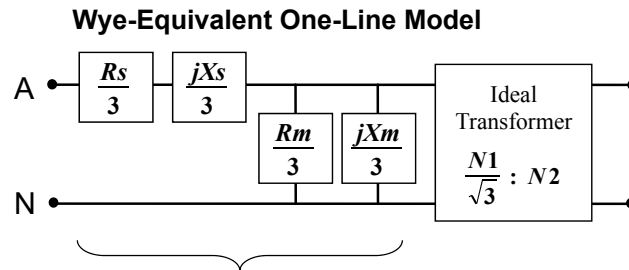 Wye-Equivalent One-Line Model
A
Rs
3
jXs
3
Rm
3
jXm
3
Ideal
Transformer
N1
√3 : N2
N